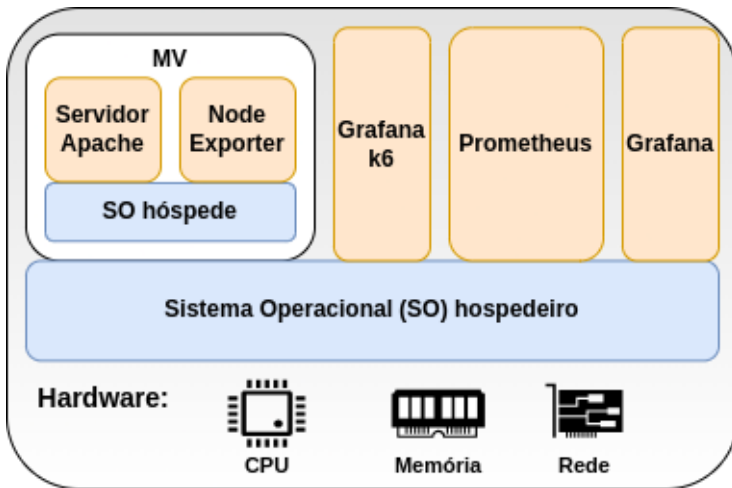 MV
Servidor
Apache
Node
Exporter
SO hóspede
Grafana
k6
Prometheus
Grafana
Sistema Operacional (SO) hospedeiro
Hardware:
CPU
Memória
Rede